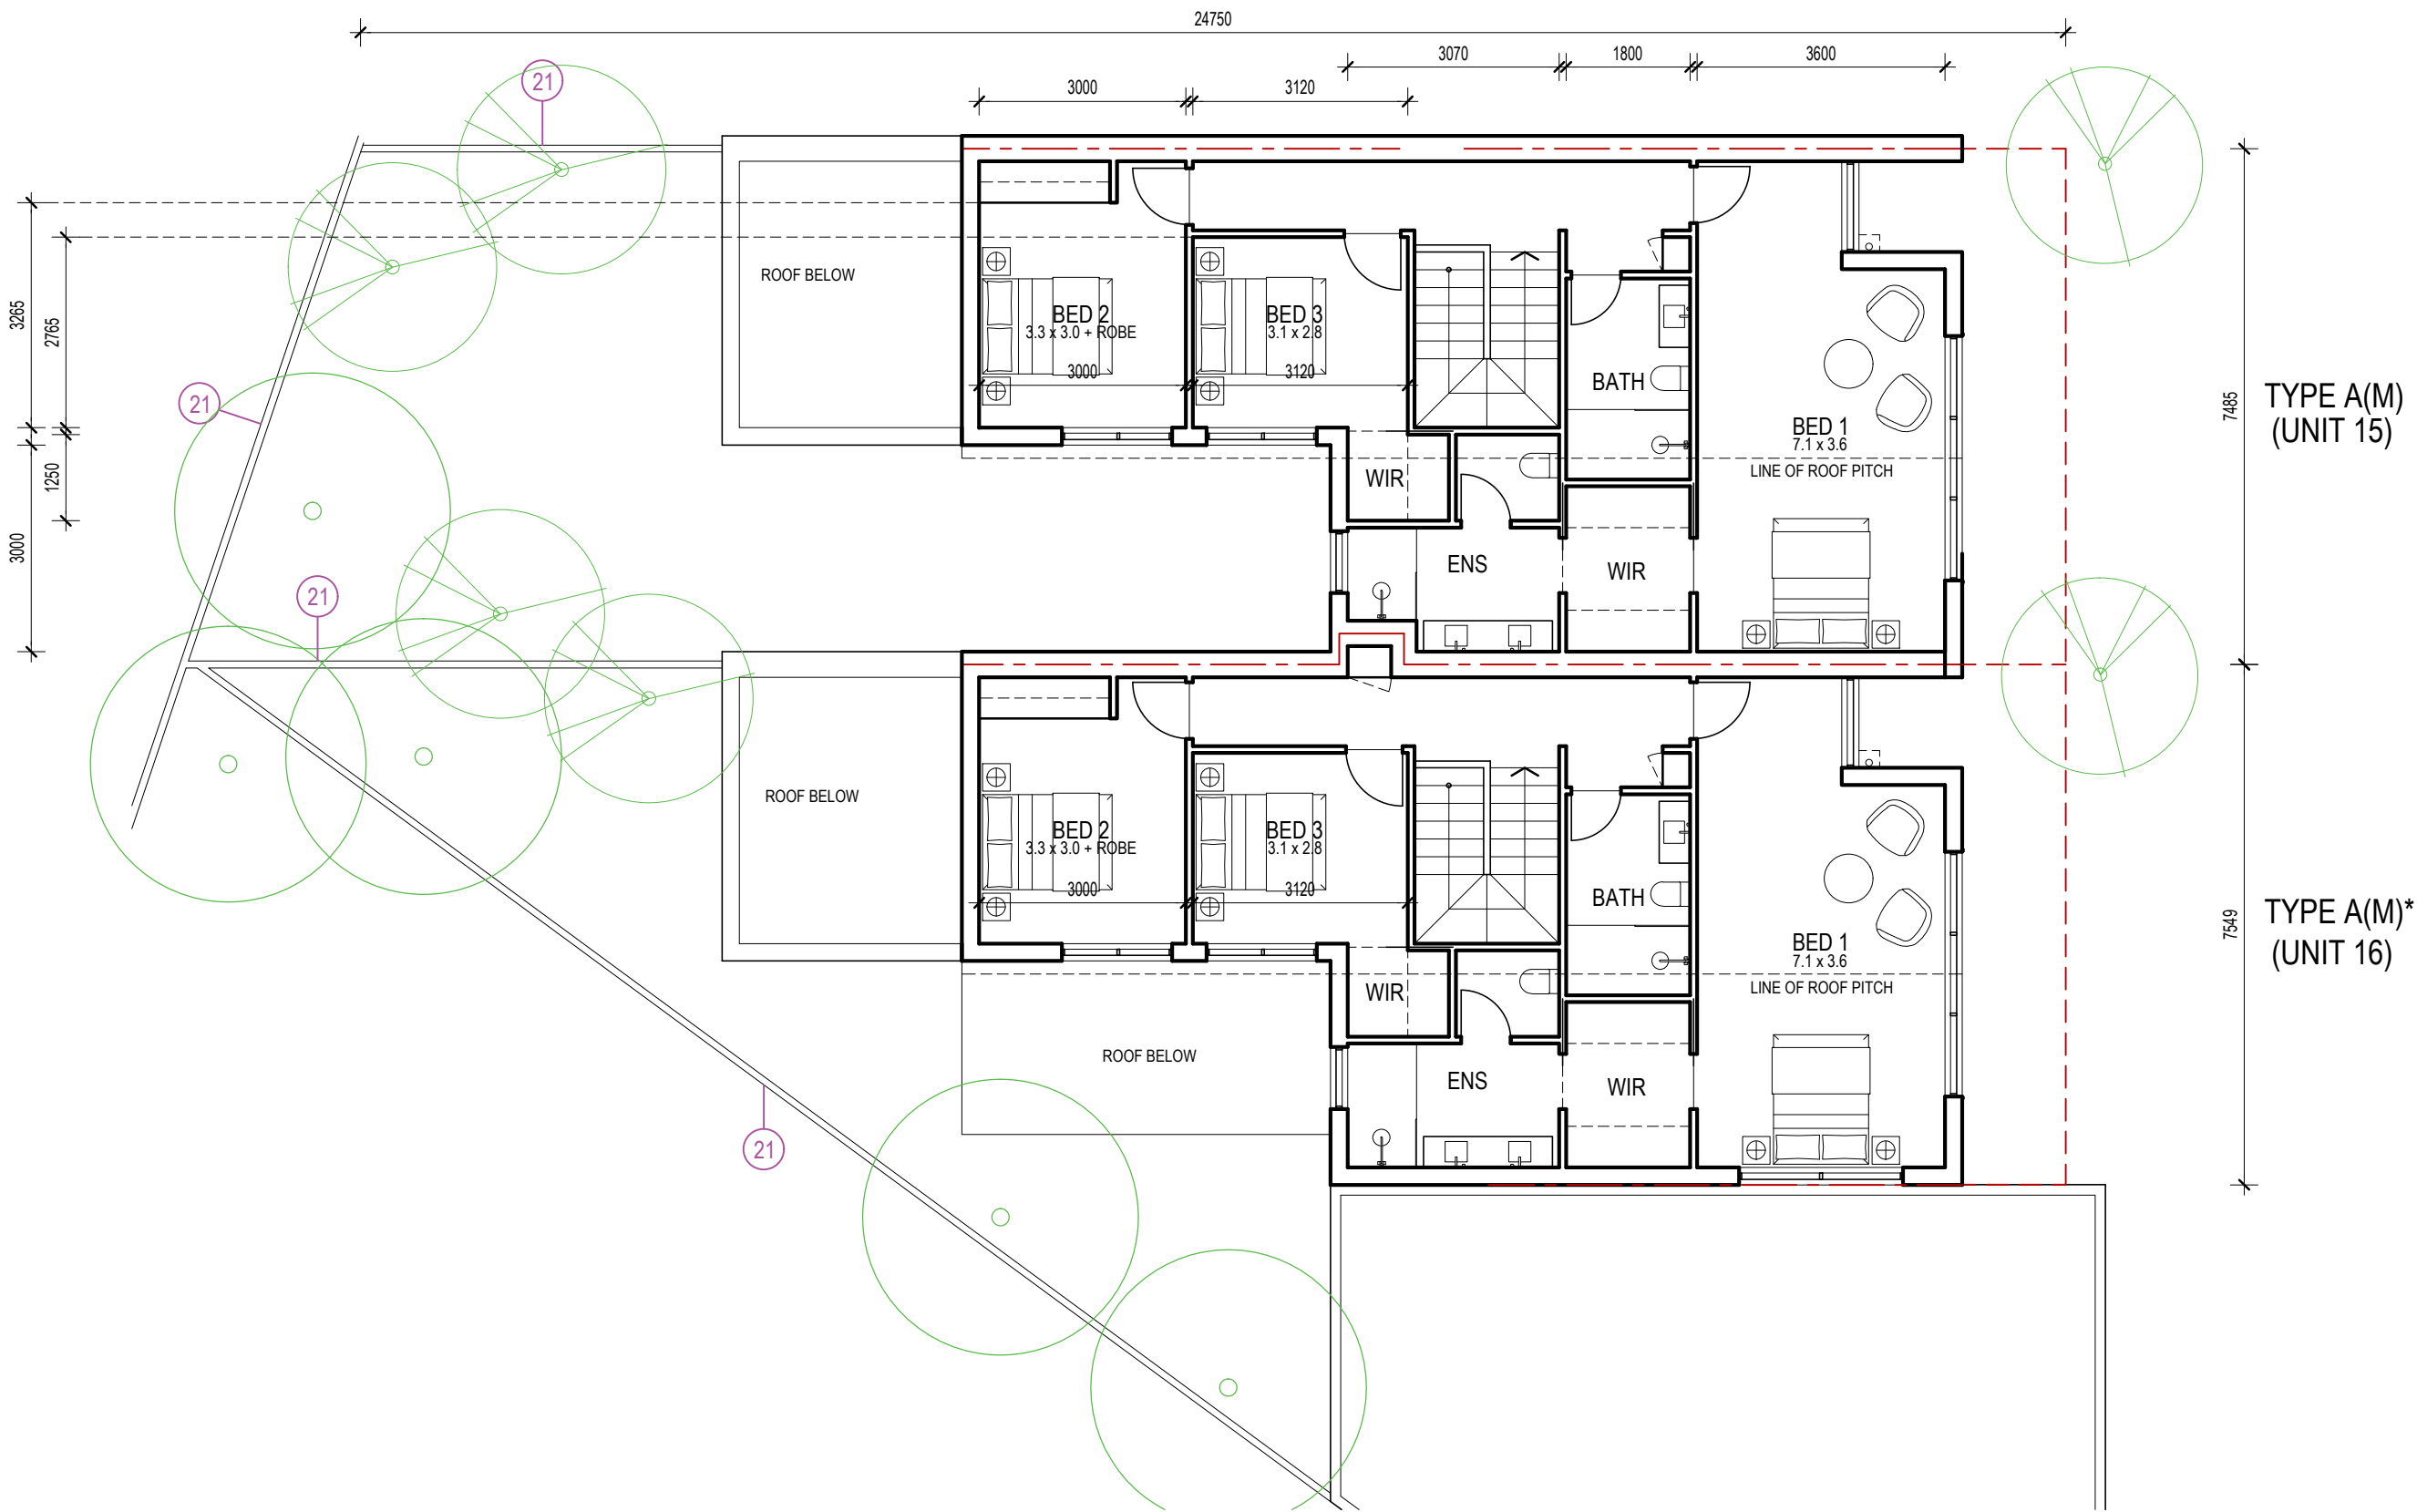 24750
3070
1800
3600
3000
3120
21
21
21
21
3265
2765
1250
3000
ROOF BELOW
BED 2
3.3 x 3.0 + ROBE
3000
BED 3
3.1 x 2.8
3120
BATH
BED 1
7.1 x 3.6
LINE OF ROOF PITCH
WIR
ENS
WIR
7485
TYPE A(M)
(UNIT 15)
ROOF BELOW
BED 2
3.3 x 3.0 + ROBE
3000
BED 3
3.1 x 2.8
3120
BATH
BED 1
7.1 x 3.6
LINE OF ROOF PITCH
WIR
ROOF BELOW
ENS
WIR
7549
TYPE A(M)*
(UNIT 16)